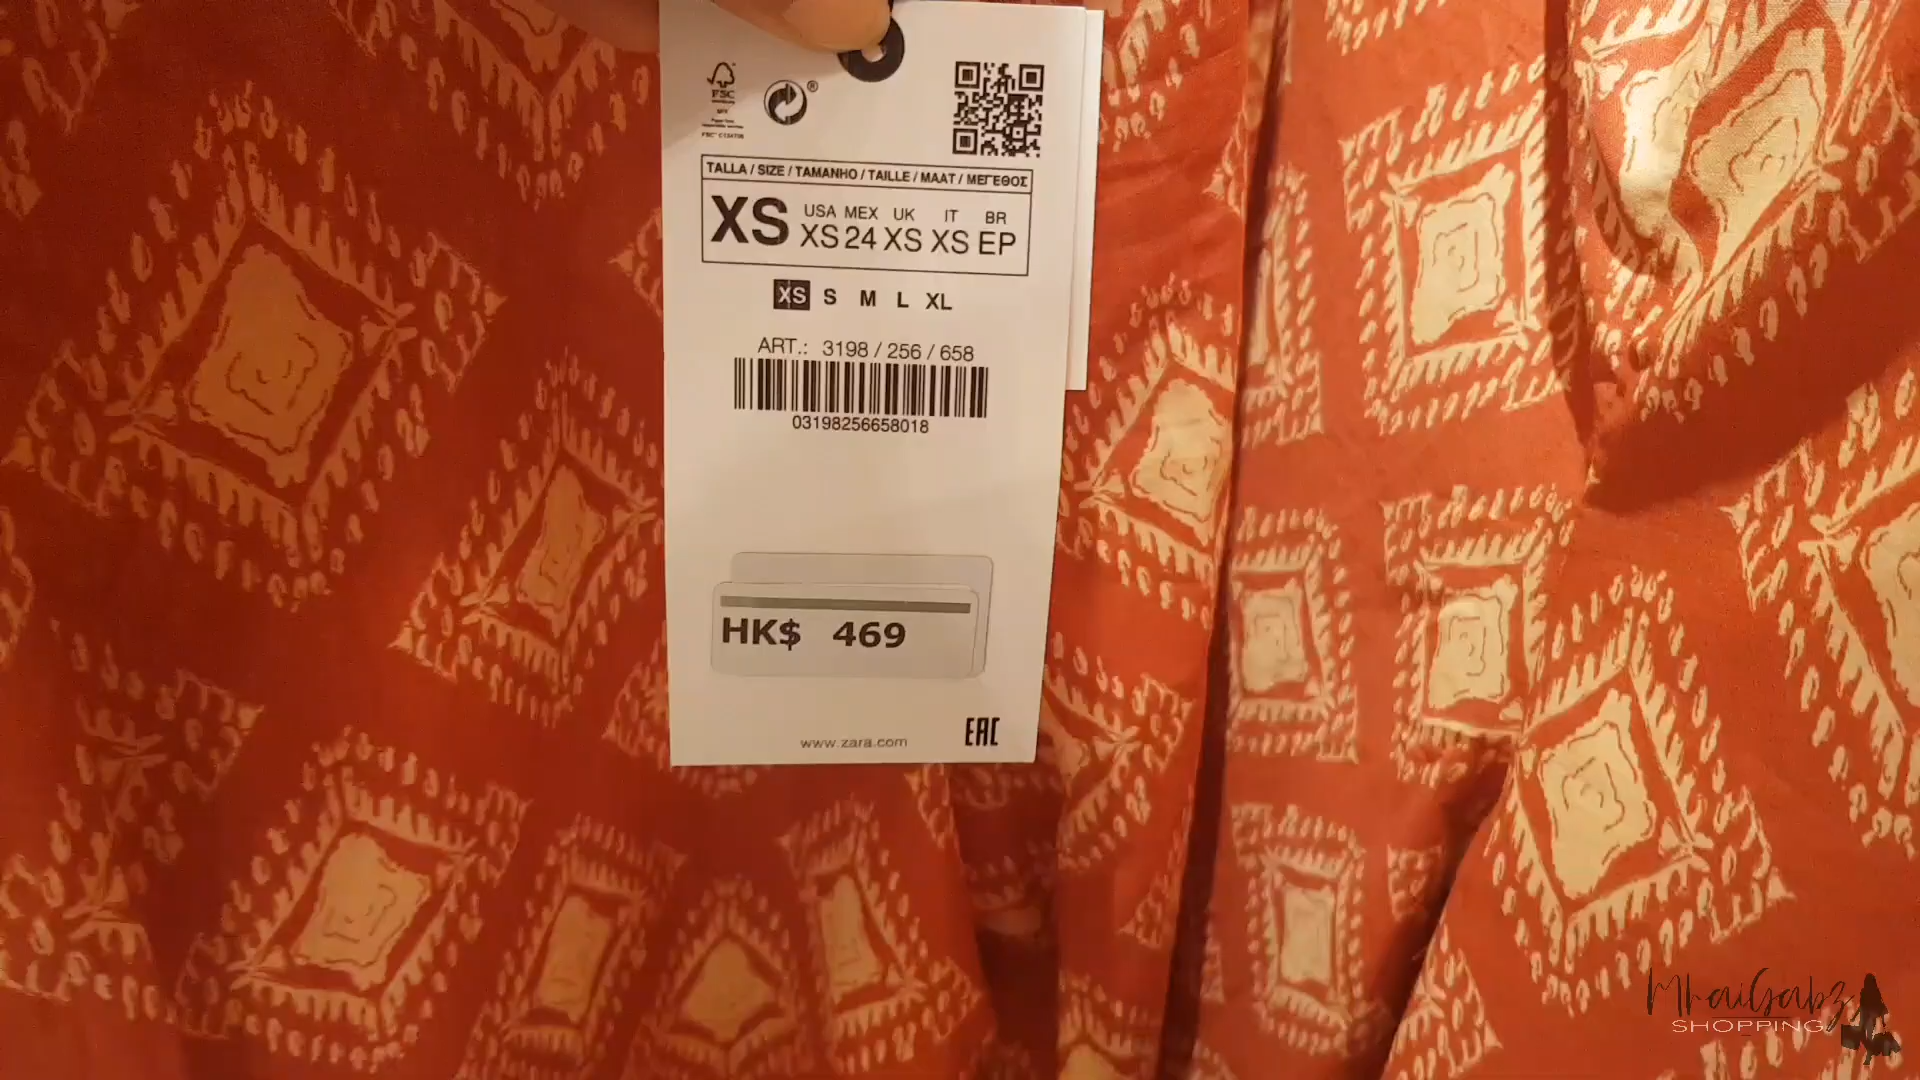 FSC
®
TALLA / SIZE / TAMANHO / TAILLE / MAAT / ΜΕΓΕΘΟΣ
XS
USA MEX UK IT BR
XS 24 XS XS EP
XS S M L XL
ART.: 3198 / 256 / 658
03198256658018
HK$ 469
www.zara.com
EAC
MhaiGabz
SHOPPING